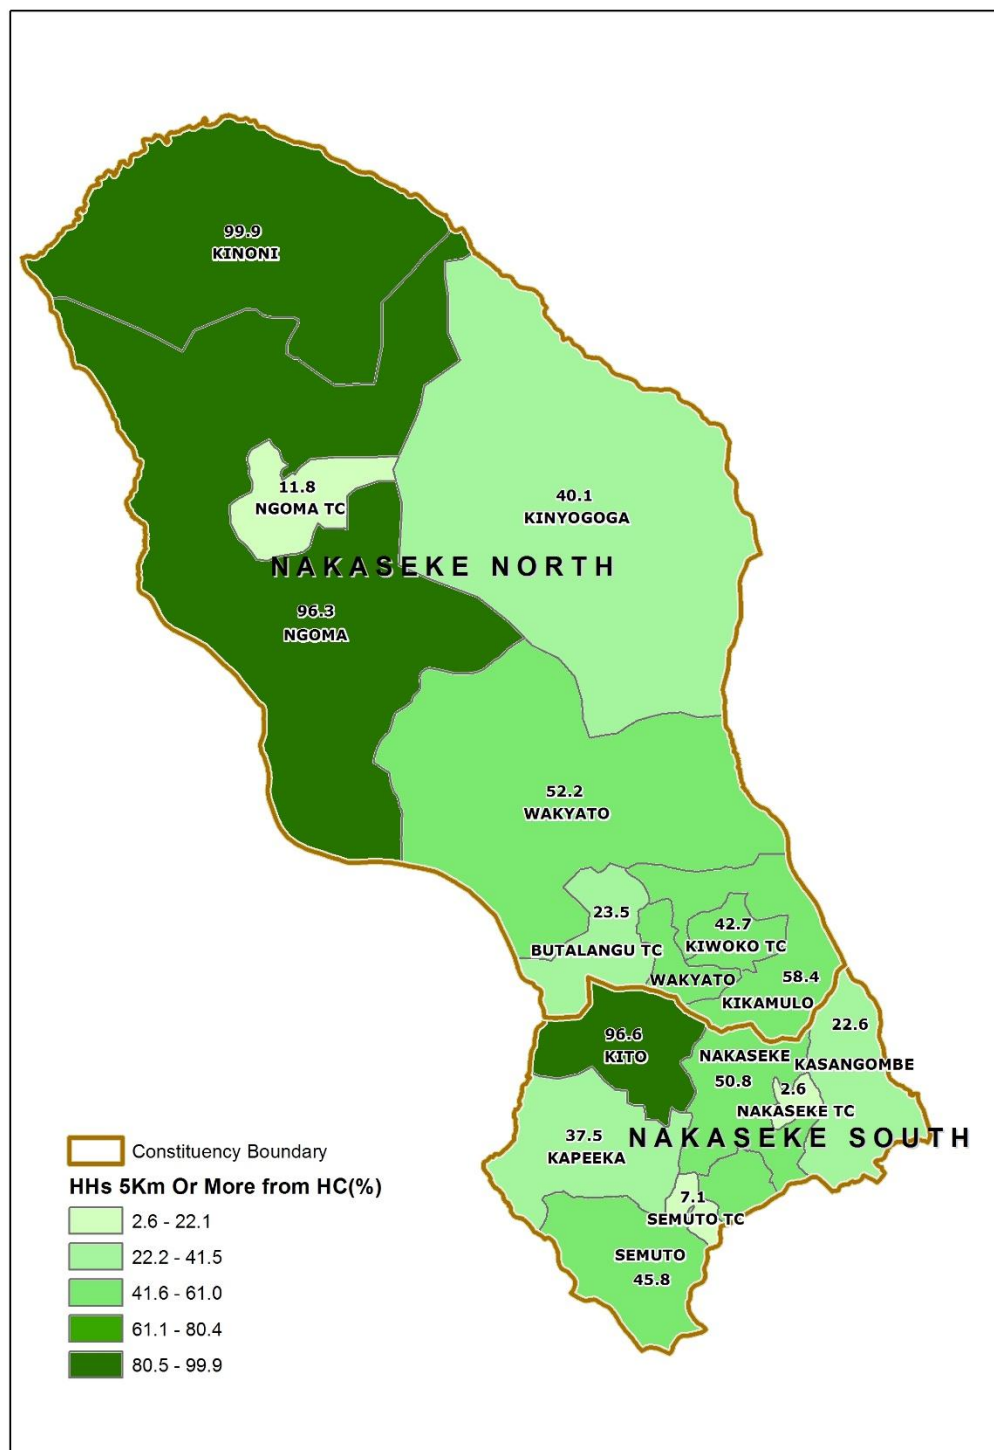 99.9
KINONI
11.8
NGOMA TC
40.1
KINYOGOGA
NAKASEKE NORTH
96.3
NGOMA
52.2
WAKYATO
23.5
BUTALANGU TC
42.7
KIWOKO TC
WAKYATO
58.4
KIKAMULO
96.6
KITO
NAKASEKE
50.8
22.6
KASANGOMBE
2.6
NAKASEKE TC
NAKASEKE SOUTH
37.5
KAPEEKA
7.1
SEMUTO TC
SEMUTO
45.8
Constituency Boundary
HHs 5Km Or More from HC(%)
2.6 - 22.1
22.2 - 41.5
41.6 - 61.0
61.1 - 80.4
80.5 - 99.9